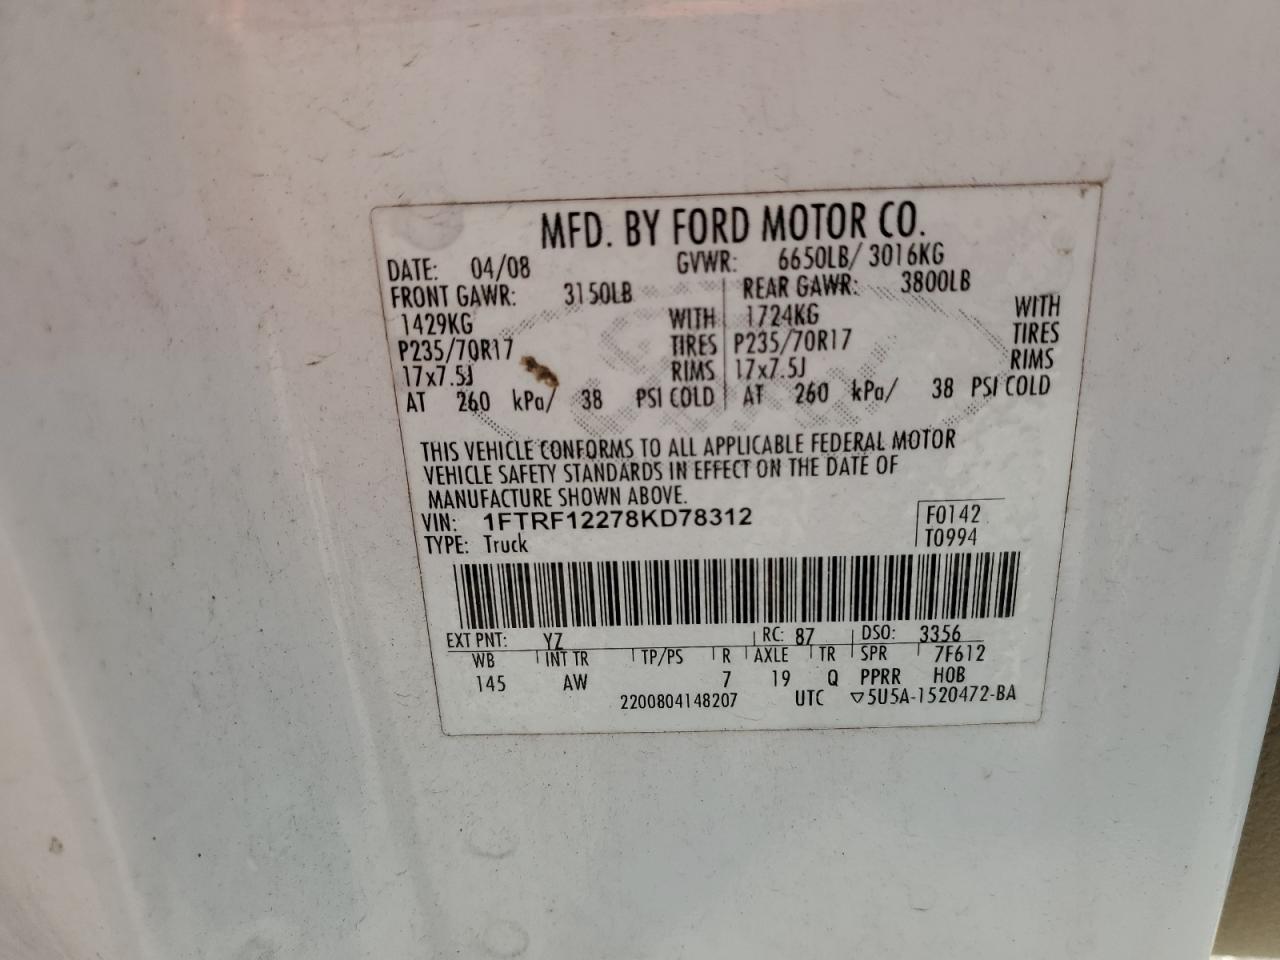 MFD. BY FORD MOTOR CO.
DATE: 04/08 GVWR: 6650LB/ 3016KG
FRONT GAWR: 3150LB REAR GAWR: 3800LB
1429KG WITH 1724KG WITH
P235/70R17 TIRES P235/70R17 TIRES
17x7.5J RIMS 17x7.5J RIMS
AT 260 kPa/ 38 PSI COLD AT 260 kPa/ 38 PSI COLD
THIS VEHICLE CONFORMS TO ALL APPLICABLE FEDERAL MOTOR
VEHICLE SAFETY STANDARDS IN EFFECT ON THE DATE OF
MANUFACTURE SHOWN ABOVE.
VIN: 1FTRF12278KD78312 F0142
TYPE: Truck T0994
EXT PNT: YZ RC: 87 DSO: 3356
WB INT TR TP/PS R AXLE TR SPR 7F612
145 AW 7 19 Q PPRR H0B
2200804148207 UTC ▽5U5A-1520472-BA